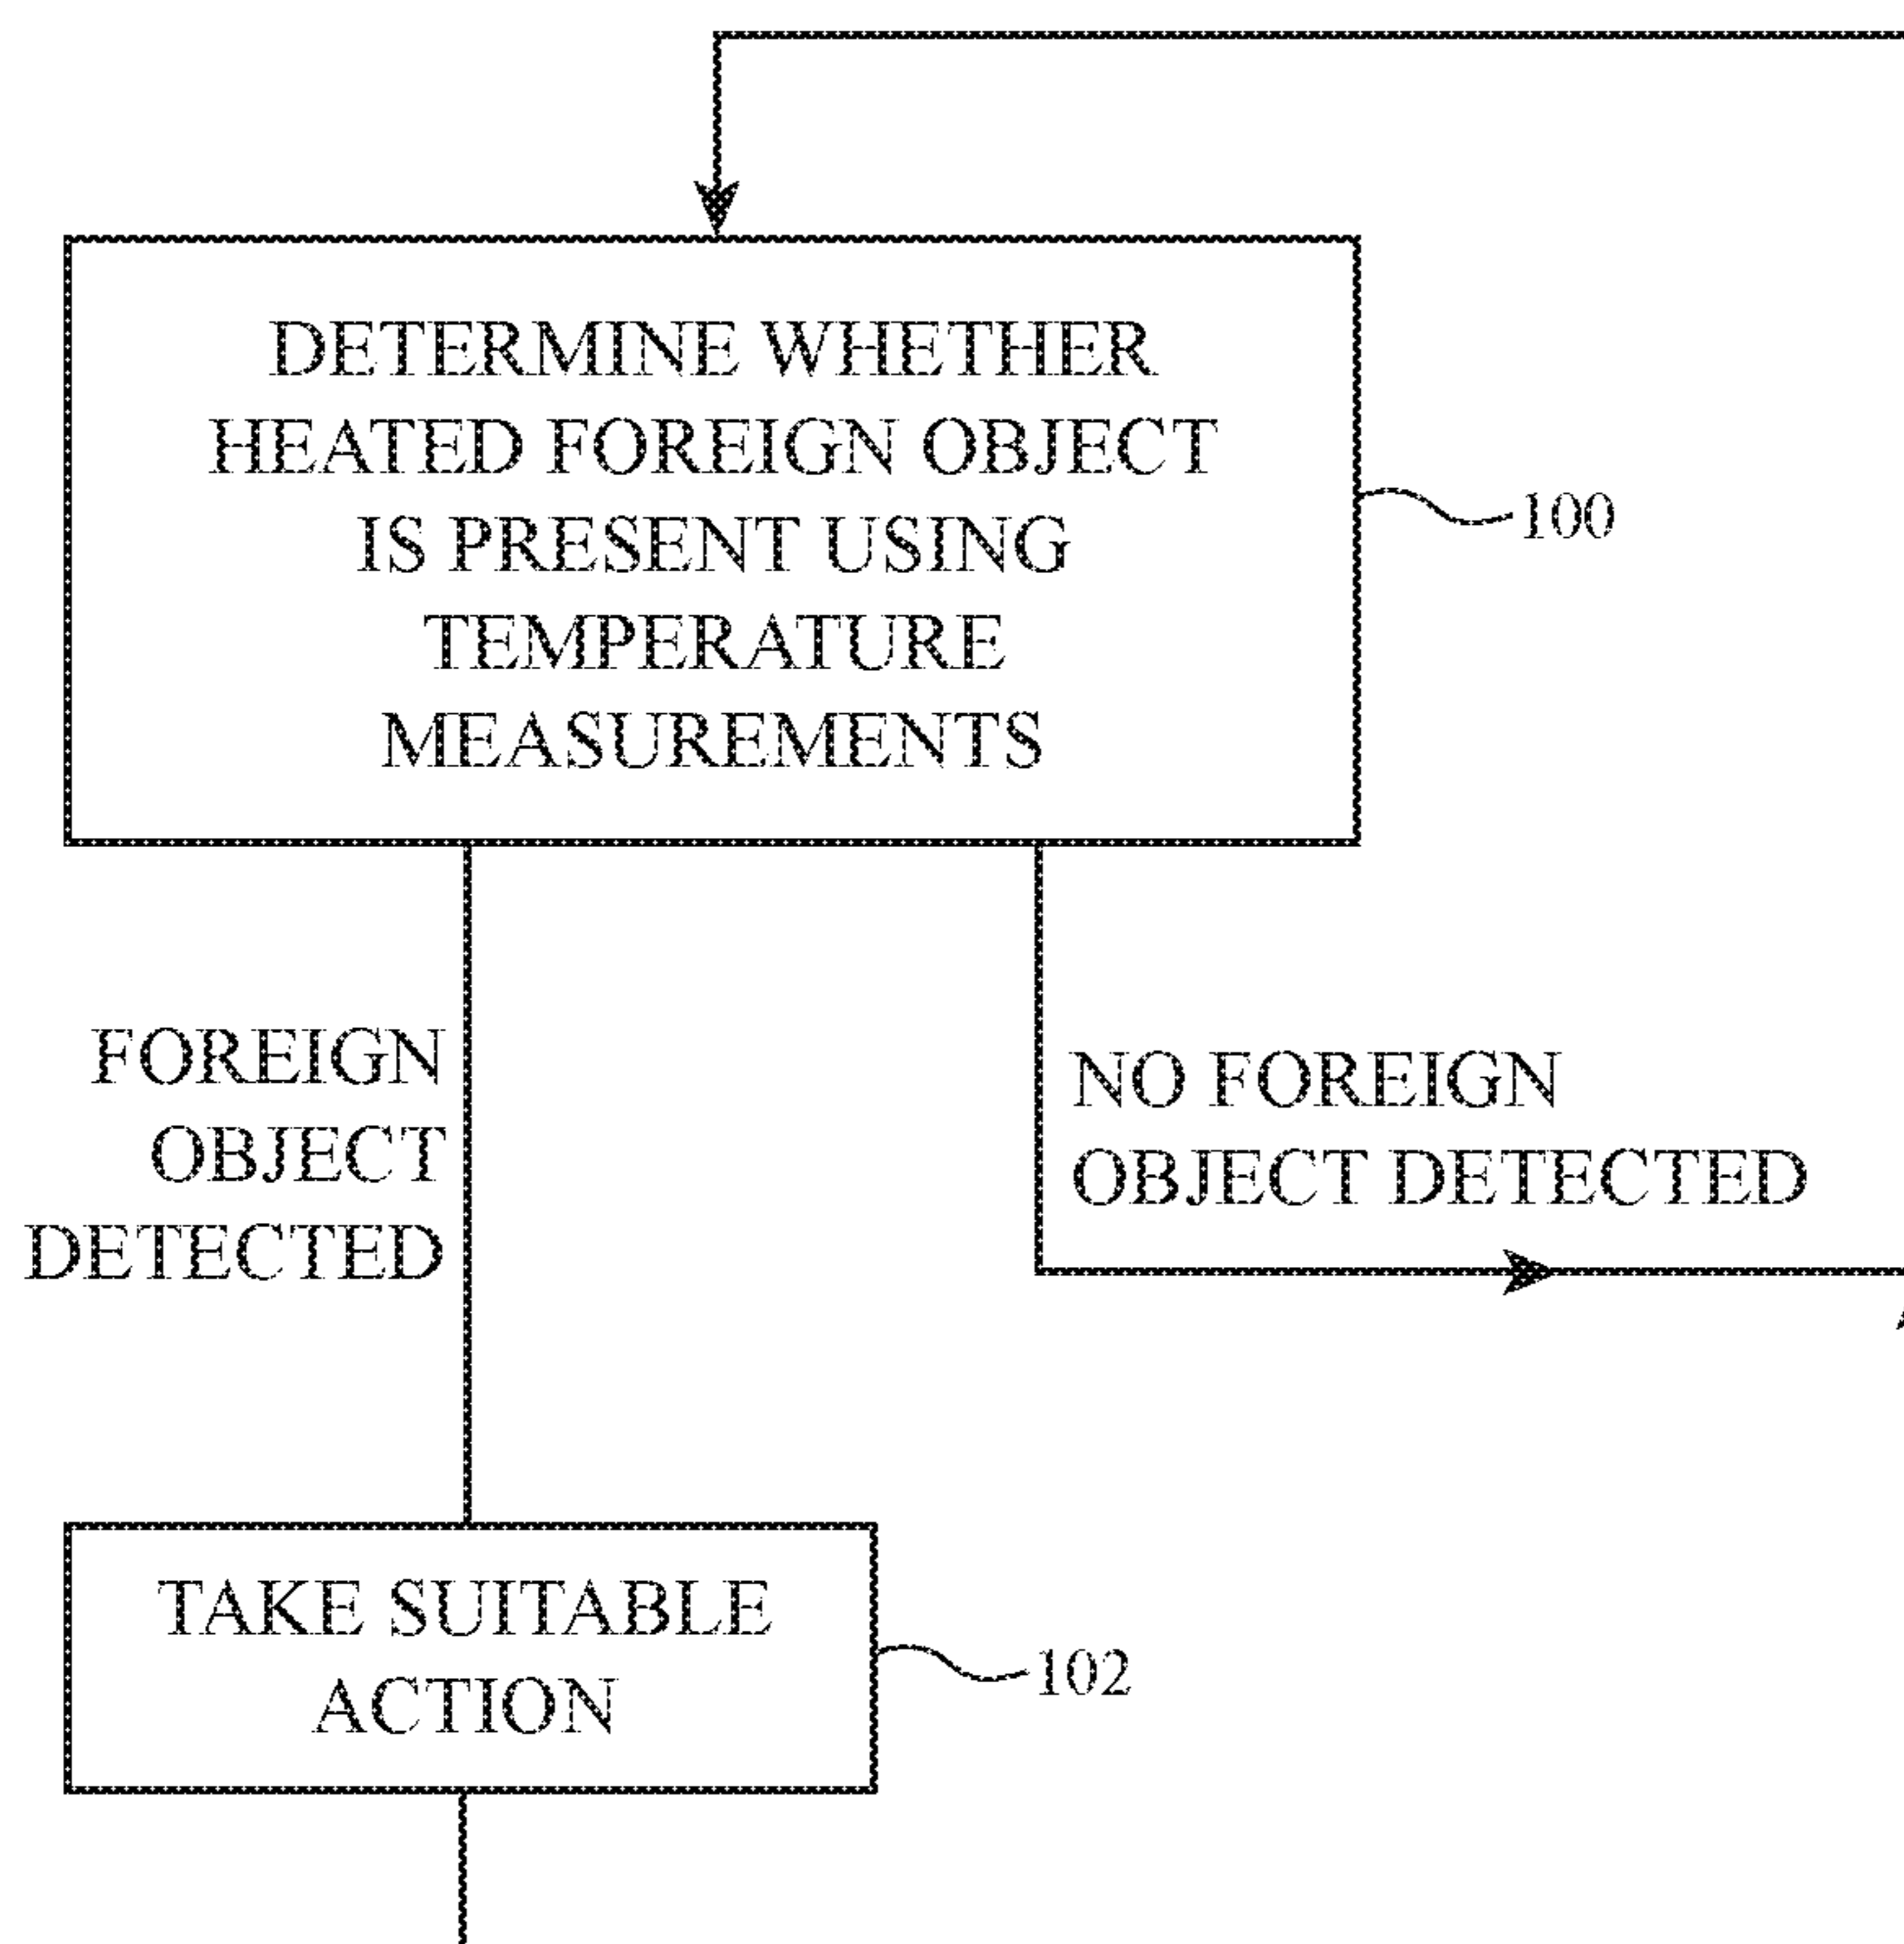 DETERMINE WHETHER
HEATED FOREIGN OBJECT
IS PRESENT USING
TEMPERATURE
MEASUREMENTS
100
FOREIGN
OBJECT
DETECTED
NO FOREIGN
OBJECT DETECTED
TAKE SUITABLE
ACTION
102